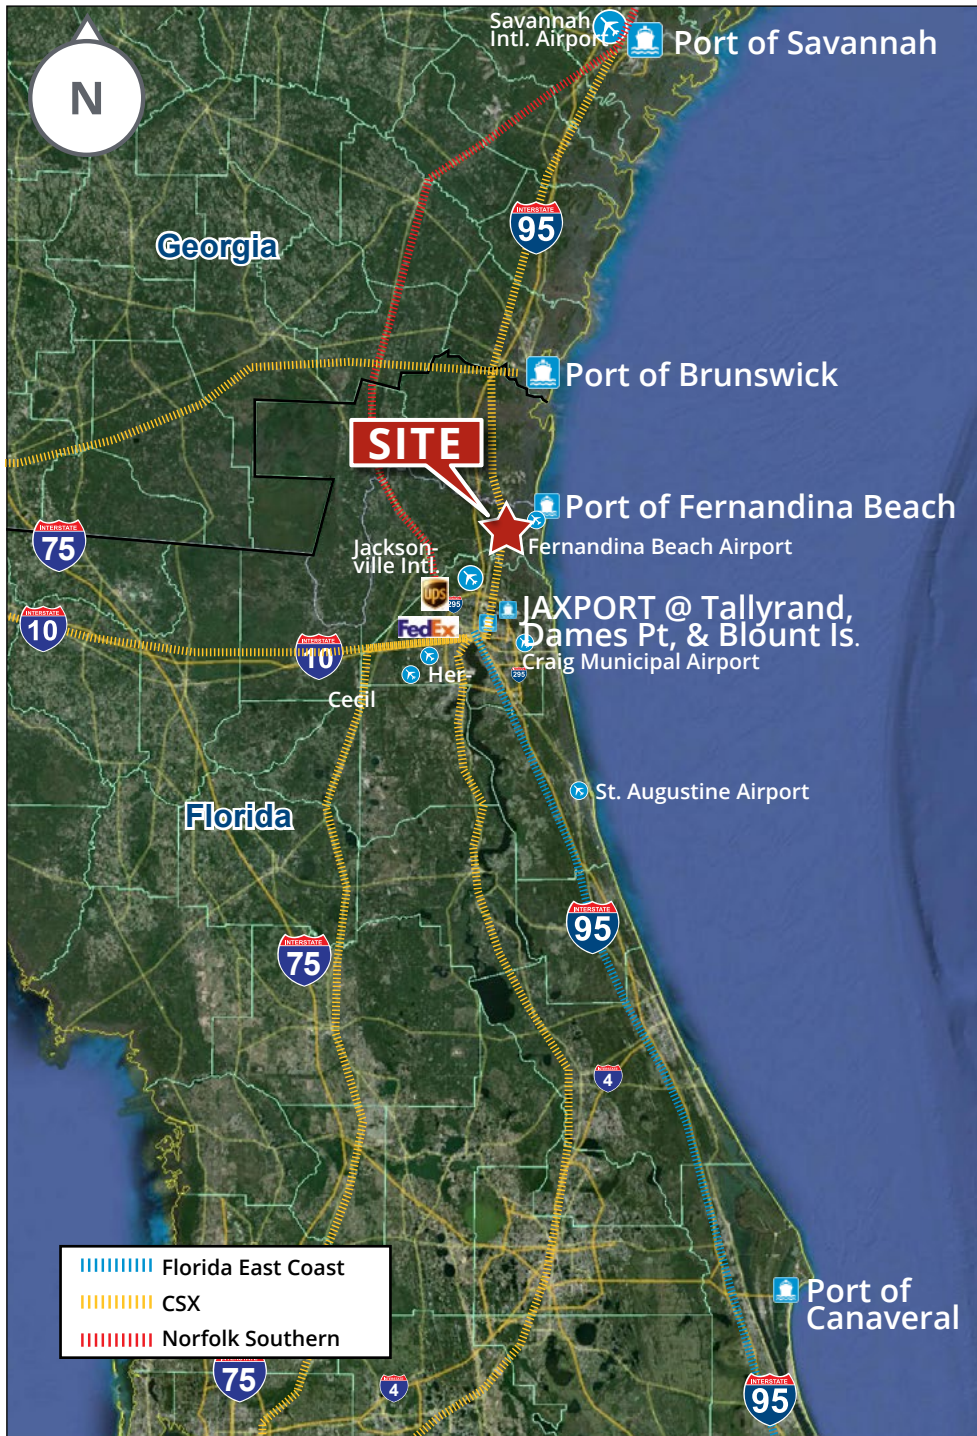 Savannah
Intl. Airport
Port of Savannah
N
INTERSTATE
95
Georgia
Port of Brunswick
SITE
Port of Fernandina Beach
Fernandina Beach Airport
INTERSTATE
75
Jackson-
ville Intl.
ups
295
INTERSTATE
10
FedEx
JAXPORT @ Tallyrand,
Dames Pt, & Blount Is.
Craig Municipal Airport
INTERSTATE
10
Her-
295
Cecil
St. Augustine Airport
Florida
INTERSTATE
95
INTERSTATE
75
4
Florida East Coast
CSX
Norfolk Southern
Port of
Canaveral
INTERSTATE
75
4
INTERSTATE
95